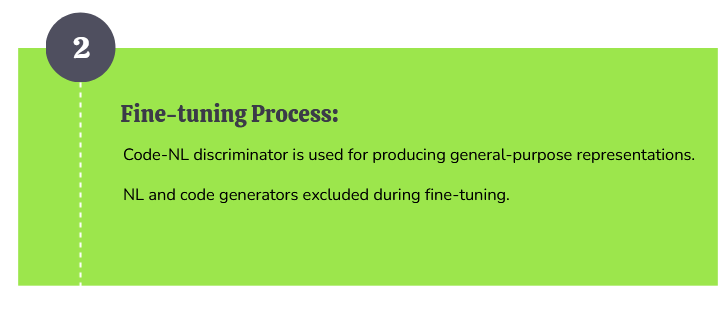 2
Fine-tuning Process:
Code-NL discriminator is used for producing general-purpose representations.
NL and code generators excluded during fine-tuning.